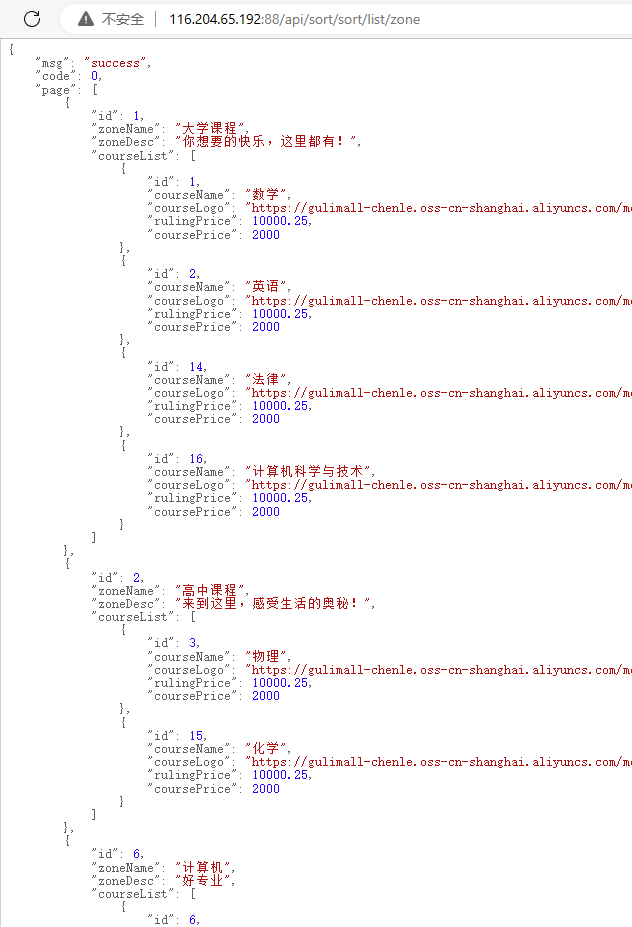 不安全 116.204.65.192:88/api/sort/sort/list/zone
{
"msg": "success",
"code": 0,
"page": [
{
"id": 1,
"zoneName": "大学课程",
"zoneDesc": "你想要的快乐，这里都有！",
"courseList": [
{
"id": 1,
"courseName": "数学",
"courseLogo": "https://gulimall-chenle.oss-cn-shanghai.aliyuncs.com/m
"rulingPrice": 10000.25,
"coursePrice": 2000
},
{
"id": 2,
"courseName": "英语",
"courseLogo": "https://gulimall-chenle.oss-cn-shanghai.aliyuncs.com/m
"rulingPrice": 10000.25,
"coursePrice": 2000
},
{
"id": 14,
"courseName": "法律",
"courseLogo": "https://gulimall-chenle.oss-cn-shanghai.aliyuncs.com/m
"rulingPrice": 10000.25,
"coursePrice": 2000
},
{
"id": 16,
"courseName": "计算机科学与技术",
"courseLogo": "https://gulimall-chenle.oss-cn-shanghai.aliyuncs.com/m
"rulingPrice": 10000.25,
"coursePrice": 2000
}
]
},
{
"id": 2,
"zoneName": "高中课程",
"zoneDesc": "来到这里，感受生活的奥秘！",
"courseList": [
{
"id": 3,
"courseName": "物理",
"courseLogo": "https://gulimall-chenle.oss-cn-shanghai.aliyuncs.com/m
"rulingPrice": 10000.25,
"coursePrice": 2000
},
{
"id": 15,
"courseName": "化学",
"courseLogo": "https://gulimall-chenle.oss-cn-shanghai.aliyuncs.com/m
"rulingPrice": 10000.25,
"coursePrice": 2000
}
]
},
{
"id": 6,
"zoneName": "计算机",
"zoneDesc": "好专业",
"courseList": [
{
"id": 6,